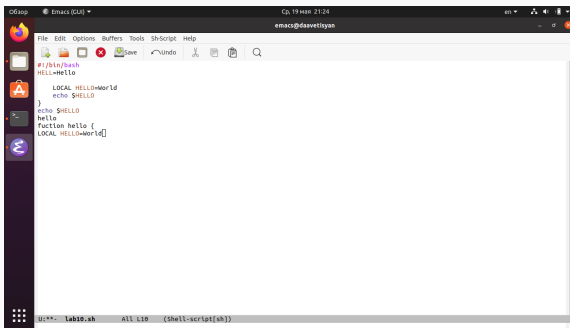 Обзор Emacs (GUI) Ср, 19 мая 21:24 en
emacs@daavetisyan
File Edit Options Buffers Tools Sh-Script Help
Save Undo
#!/bin/bash
HELL=Hello
LOCAL HELLO=World
echo $HELLO
}
echo $HELLO
hello
fuction hello {
LOCAL HELLO=World
U:**- lab10.sh All L10 (Shell-script[sh])